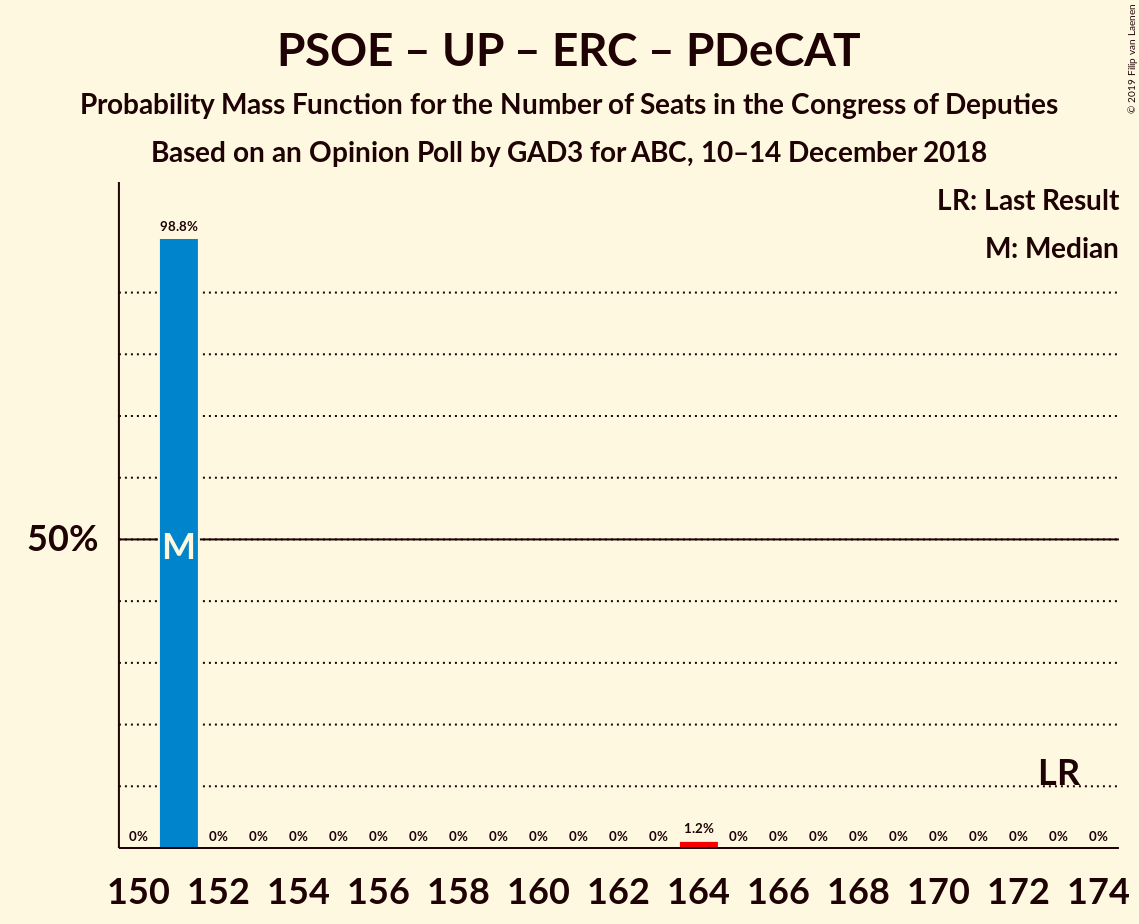 PSOE – UP – ERC – PDeCAT
Probability Mass Function for the Number of Seats in the Congress of Deputies
Based on an Opinion Poll by GAD3 for ABC, 10–14 December 2018
© 2019 Filip van Laenen
LR: Last Result
M: Median
98.8%
50%
M
LR
0% 0% 0% 0% 0% 0% 0% 0% 0% 0% 0% 0% 0% 1.2% 0% 0% 0% 0% 0% 0% 0% 0% 0% 0%
150 152 154 156 158 160 162 164 166 168 170 172 174